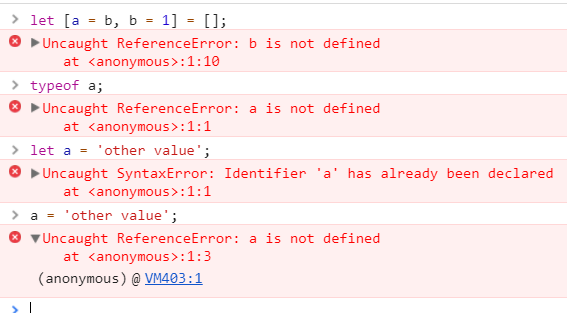 > let [a = b, b = 1] = [];
▶Uncaught ReferenceError: b is not defined
at <anonymous>:1:10
> typeof a;
▶Uncaught ReferenceError: a is not defined
at <anonymous>:1:1
> let a = 'other value';
▶Uncaught SyntaxError: Identifier 'a' has already been declared
at <anonymous>:1:1
> a = 'other value';
▼Uncaught ReferenceError: a is not defined
at <anonymous>:1:3
(anonymous) @ VM403:1
>